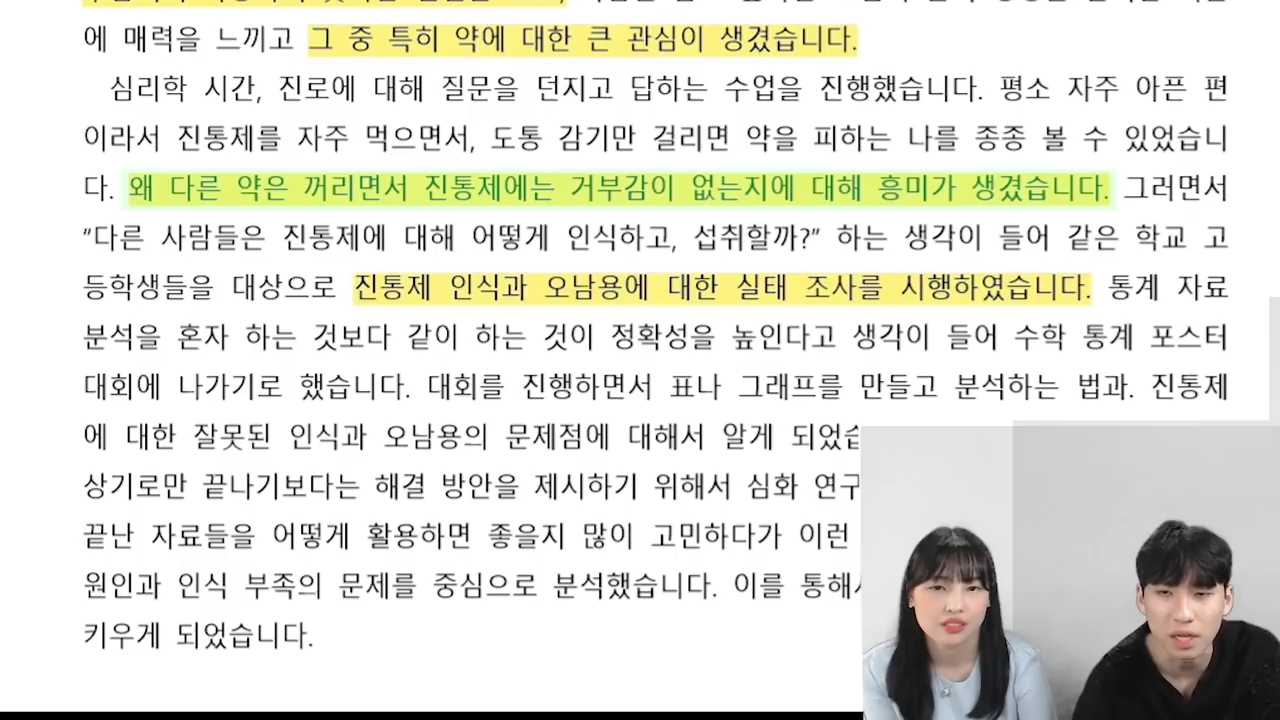 에 매력을 느끼고 그 중 특히 약에 대한 큰 관심이 생겼습니다.
심리학 시간, 진로에 대해 질문을 던지고 답하는 수업을 진행했습니다. 평소 자주 아픈 편
이라서 진통제를 자주 먹으면서, 도통 감기만 걸리면 약을 피하는 나를 종종 볼 수 있었습니
다. 왜 다른 약은 꺼리면서 진통제에는 거부감이 없는지에 대해 흥미가 생겼습니다. 그러면서
"다른 사람들은 진통제에 대해 어떻게 인식하고, 섭취할까?" 하는 생각이 들어 같은 학교 고
등학생들을 대상으로 진통제 인식과 오남용에 대한 실태 조사를 시행하였습니다. 통계 자료
분석을 혼자 하는 것보다 같이 하는 것이 정확성을 높인다고 생각이 들어 수학 통계 포스터
대회에 나가기로 했습니다. 대회를 진행하면서 표나 그래프를 만들고 분석하는 법과. 진통제
에 대한 잘못된 인식과 오남용의 문제점에 대해서 알게 되었습
상기로만 끝나기보다는 해결 방안을 제시하기 위해서 심화 연구
끝난 자료들을 어떻게 활용하면 좋을지 많이 고민하다가 이런
원인과 인식 부족의 문제를 중심으로 분석했습니다. 이를 통해서
키우게 되었습니다.